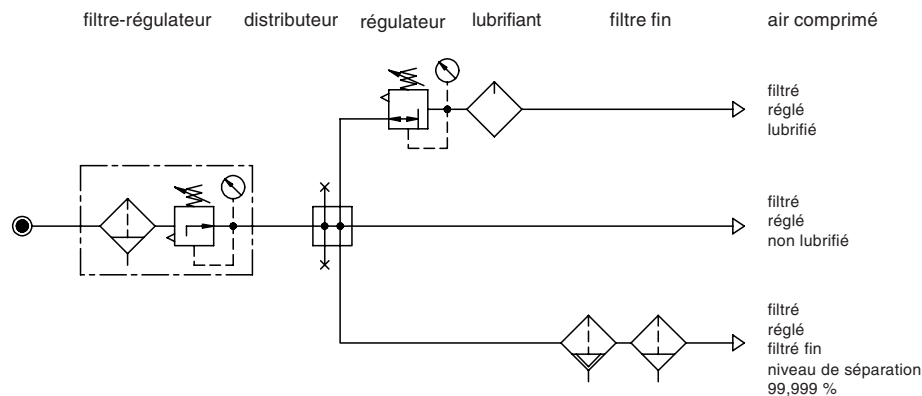 filtre-régulateur distributeur régulateur lubrifiant filtre fin air comprimé
filtré
réglé
lubrifié
filtré
réglé
non lubrifié
filtré
réglé
filtré fin
niveau de séparation
99,999 %